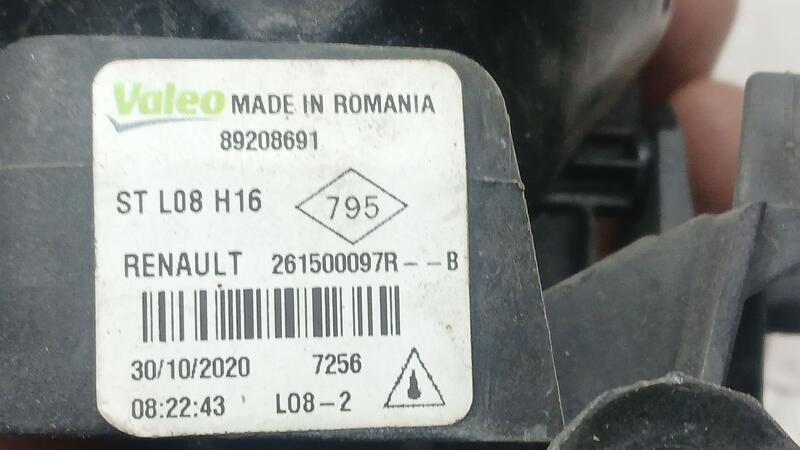 Valeo MADE IN ROMANIA
89208691
ST L08 H16 795
RENAULT 261500097R--B
30/10/2020 7256
08:22:43 L08-2